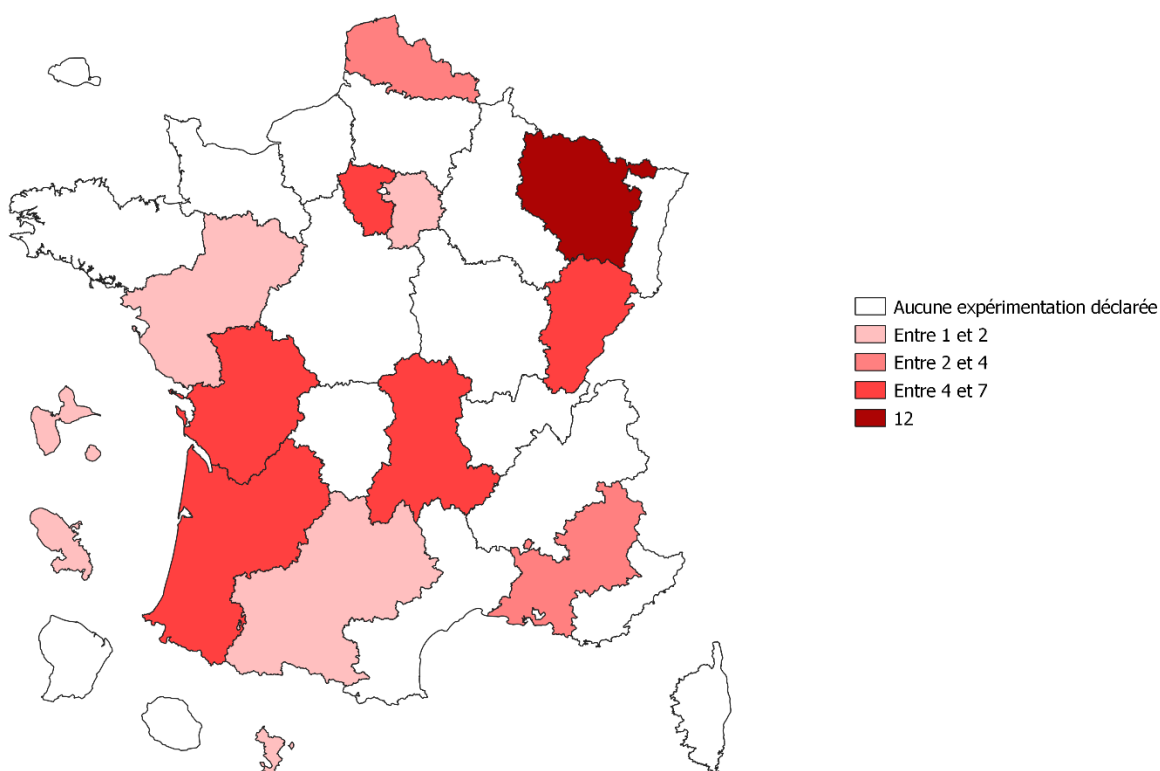 Aucune expérimentation déclarée
Entre 1 et 2
Entre 2 et 4
Entre 4 et 7
12